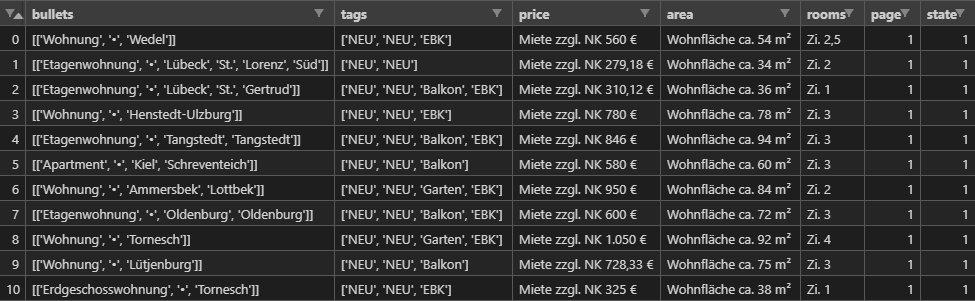 bullets tags price area rooms page state
0 [['Wohnung', '•', 'Wedel']] ['NEU', 'NEU', 'EBK'] Miete zzgl. NK 560 € Wohnfläche ca. 54 m² Zi. 2,5 1 1
1 [['Etagenwohnung', '•', 'Lübeck', 'St.', 'Lorenz', 'Süd']] ['NEU', 'NEU'] Miete zzgl. NK 279,18 € Wohnfläche ca. 34 m² Zi. 2 1 1
2 [['Etagenwohnung', '•', 'Lübeck', 'St.', 'Gertrud']] ['NEU', 'NEU', 'Balkon', 'EBK'] Miete zzgl. NK 310,12 € Wohnfläche ca. 36 m² Zi. 1 1 1
3 [['Wohnung', '•', 'Henstedt-Ulzburg']] ['NEU', 'NEU', 'EBK'] Miete zzgl. NK 780 € Wohnfläche ca. 78 m² Zi. 3 1 1
4 [['Etagenwohnung', '•', 'Tangstedt', 'Tangstedt']] ['NEU', 'NEU', 'Balkon', 'EBK'] Miete zzgl. NK 846 € Wohnfläche ca. 94 m² Zi. 3 1 1
5 [['Apartment', '•', 'Kiel', 'Schreventeich']] ['NEU', 'NEU', 'Balkon'] Miete zzgl. NK 580 € Wohnfläche ca. 60 m² Zi. 3 1 1
6 [['Wohnung', '•', 'Ammersbek', 'Lottbek']] ['NEU', 'NEU', 'Garten', 'EBK'] Miete zzgl. NK 950 € Wohnfläche ca. 84 m² Zi. 2 1 1
7 [['Etagenwohnung', '•', 'Oldenburg', 'Oldenburg']] ['NEU', 'NEU', 'Balkon', 'EBK'] Miete zzgl. NK 600 € Wohnfläche ca. 72 m² Zi. 3 1 1
8 [['Wohnung', '•', 'Tornesch']] ['NEU', 'NEU', 'Garten', 'EBK'] Miete zzgl. NK 1.050 € Wohnfläche ca. 92 m² Zi. 4 1 1
9 [['Wohnung', '•', 'Lütjenburg']] ['NEU', 'NEU', 'Balkon'] Miete zzgl. NK 728,33 € Wohnfläche ca. 75 m² Zi. 3 1 1
10 [['Erdgeschosswohnung', '•', 'Tornesch']] ['NEU', 'NEU', 'EBK'] Miete zzgl. NK 325 € Wohnfläche ca. 38 m² Zi. 1 1 1